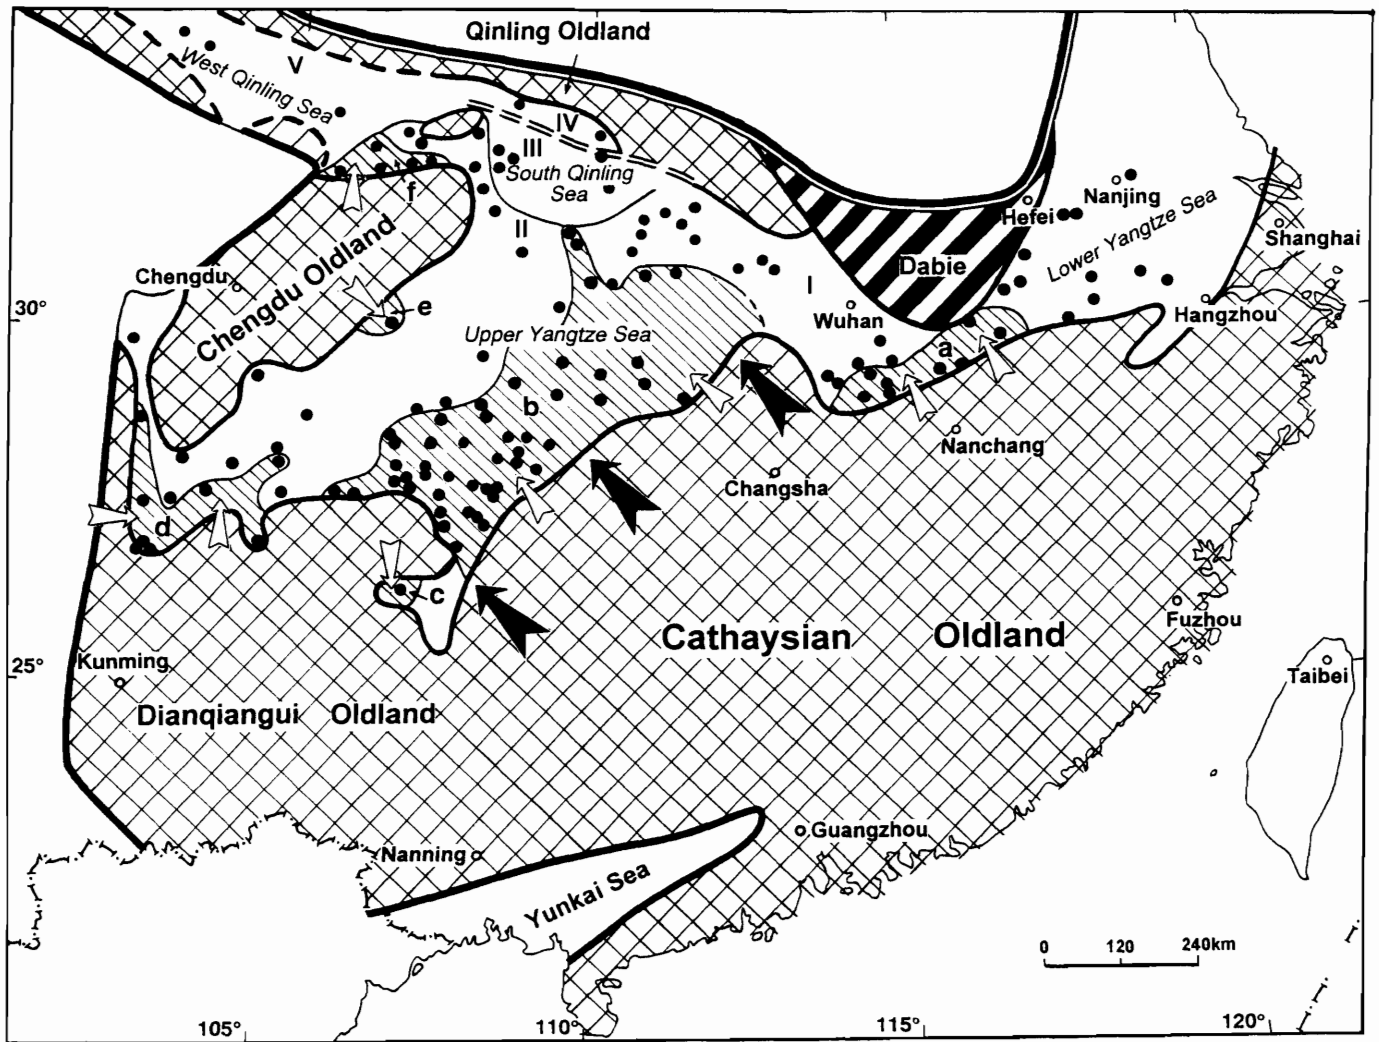 Qinling Oldland
West Qinling Sea
V
IV
III
South Qinling
Sea
f
II
Nanjing
Hefei
Lower Yangtze Sea
Shanghai
Chengdu
Chengdu Oldland
Dabie
I
30°
e
Wuhan
Hangzhou
Upper Yangtze Sea
a
b
Nanchang
Changsha
d
c
Fuzhou
Cathaysian Oldland
25°
Kunming
Taibei
Dianqiangui Oldland
Guangzhou
Nanning
Yunkai Sea
0 120 240km
105° 110° 115° 120°